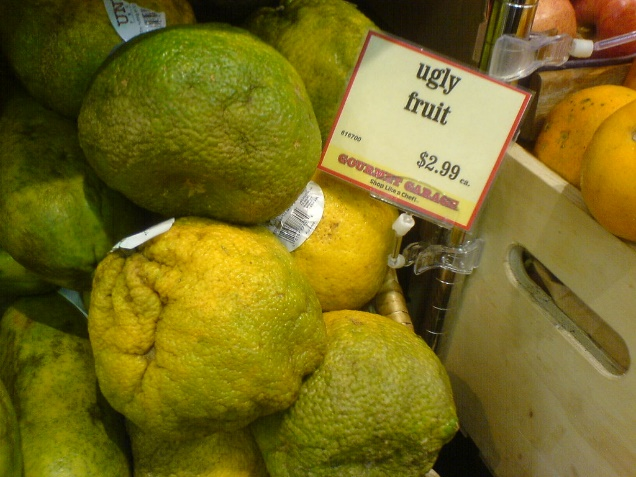 ugly
fruit
$2.99 ea.
GOURMET GARAGE
Shop Like a Chef!